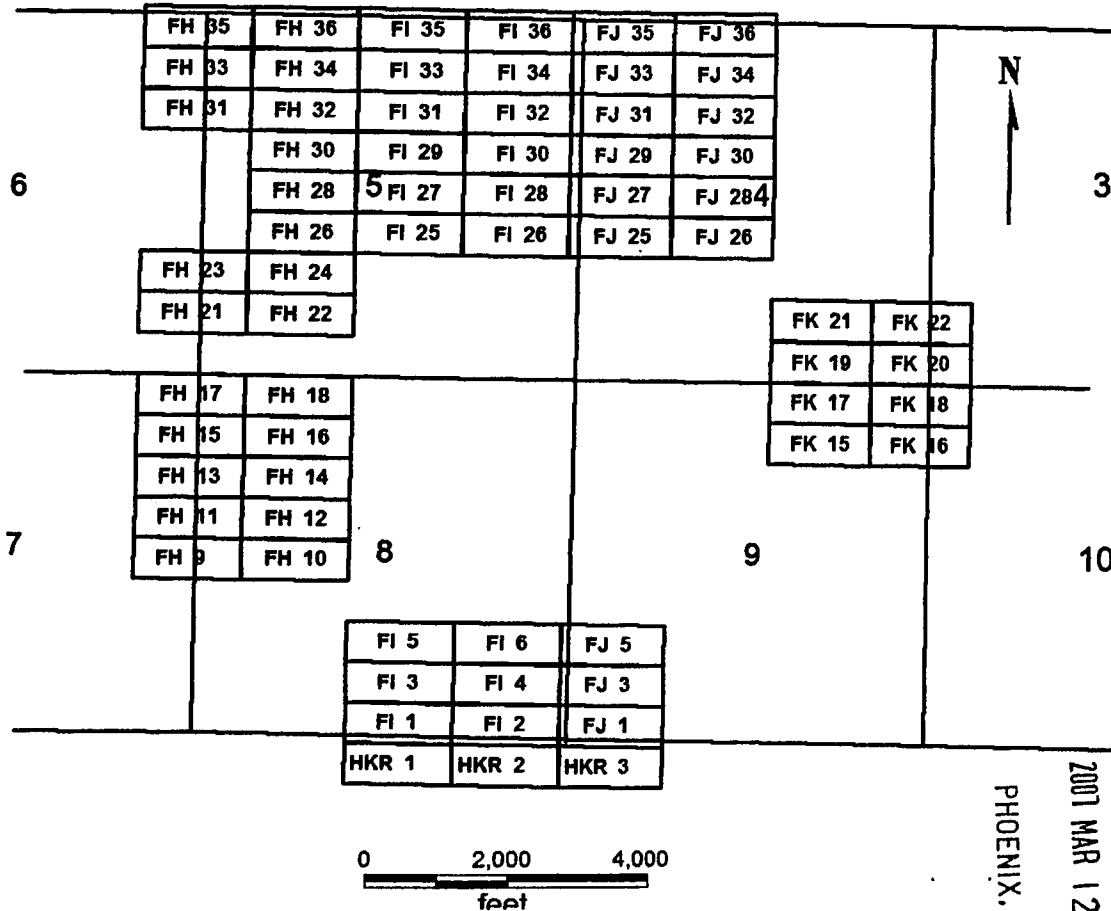 FH 35 FH 36 FI 35 FI 36 FJ 35 FJ 36
FH 33 FH 34 FI 33 FI 34 FJ 33 FJ 34
N
FH 31 FH 32 FI 31 FI 32 FJ 31 FJ 32
FH 30 FI 29 FI 30 FJ 29 FJ 30
6 FH 28 5 FI 27 FI 28 FJ 27 FJ 28 4 3
FH 26 FI 25 FI 26 FJ 25 FJ 26
FH 23 FH 24
FH 21 FH 22 FK 21 FK 22
FK 19 FK 20
FH 17 FH 18 FK 17 FK 18
FH 15 FH 16 FK 15 FK 16
FH 13 FH 14
FH 11 FH 12
7 FH 9 FH 10 8 9 10
FI 5 FI 6 FJ 5
FI 3 FI 4 FJ 3
FI 1 FI 2 FJ 1
HKR 1 HKR 2 HKR 3
2007 MAR 12
PHOENIX,
0 2,000 4,000
feet